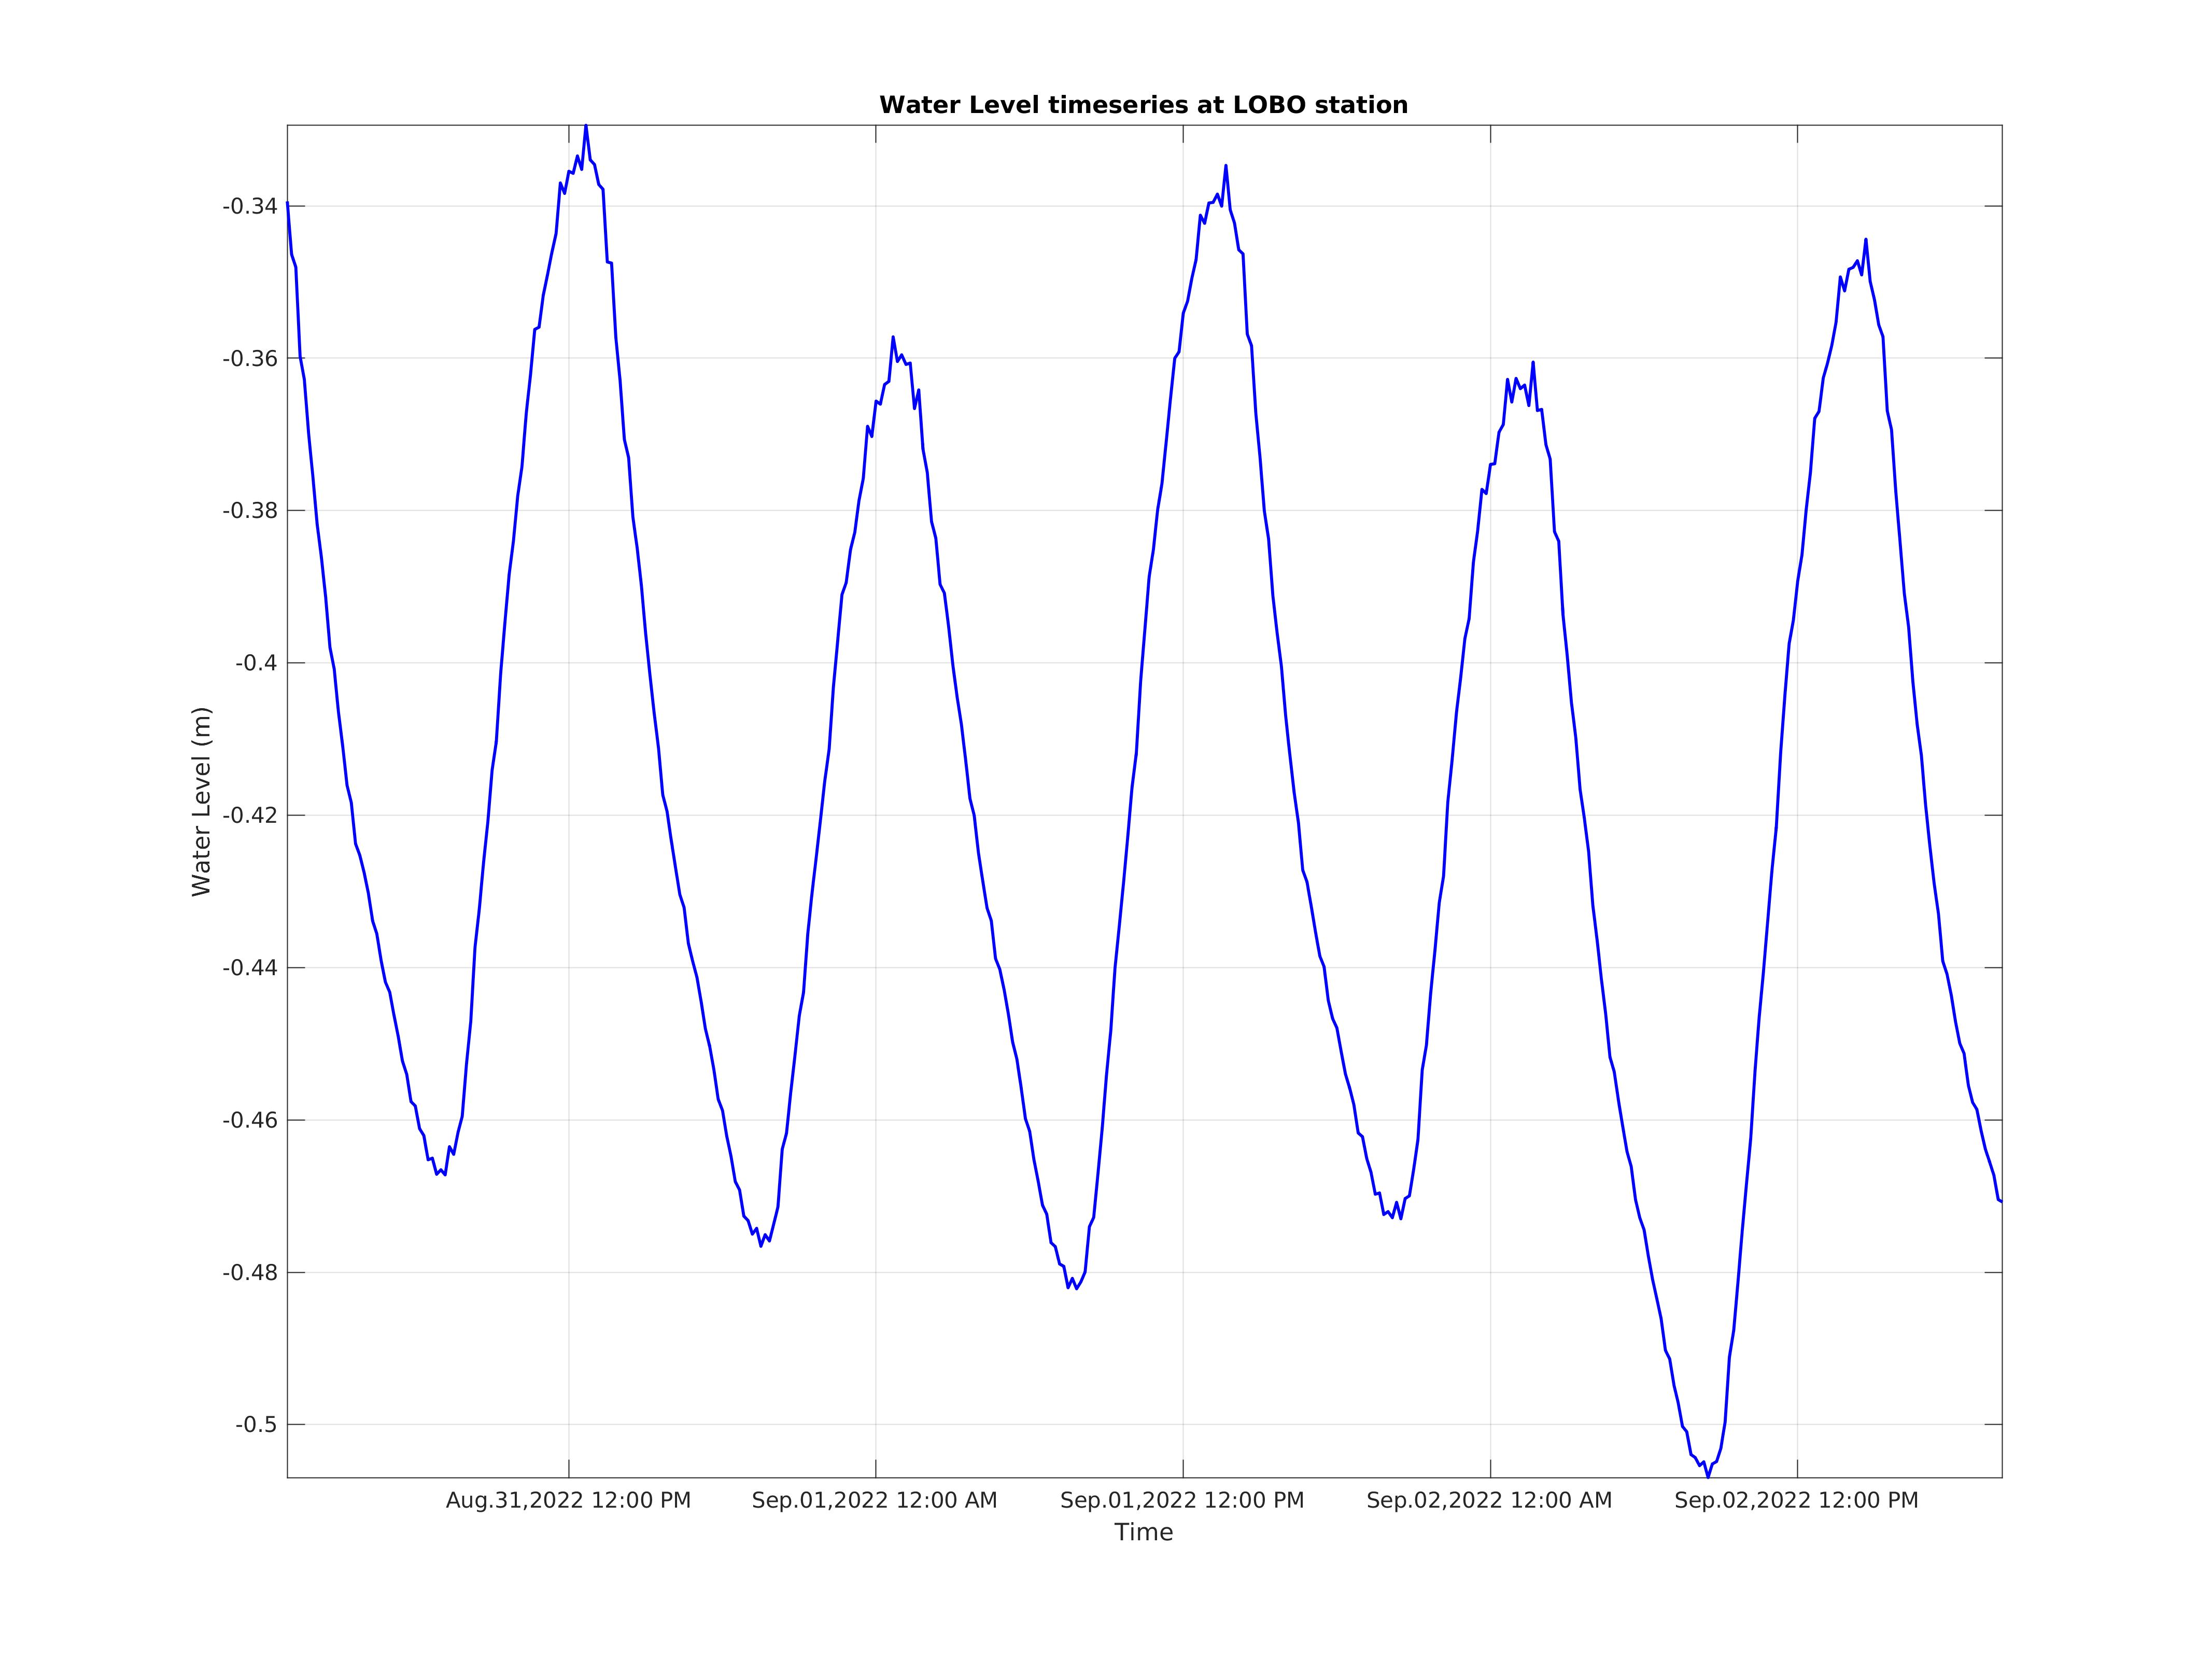 Water Level timeseries at LOBO station
-0.34
-0.36
-0.38
-0.4
-0.42
-0.44
-0.46
-0.48
-0.5
Water Level (m)
Aug.31,2022 12:00 PM
Sep.01,2022 12:00 AM
Sep.01,2022 12:00 PM
Sep.02,2022 12:00 AM
Sep.02,2022 12:00 PM
Time